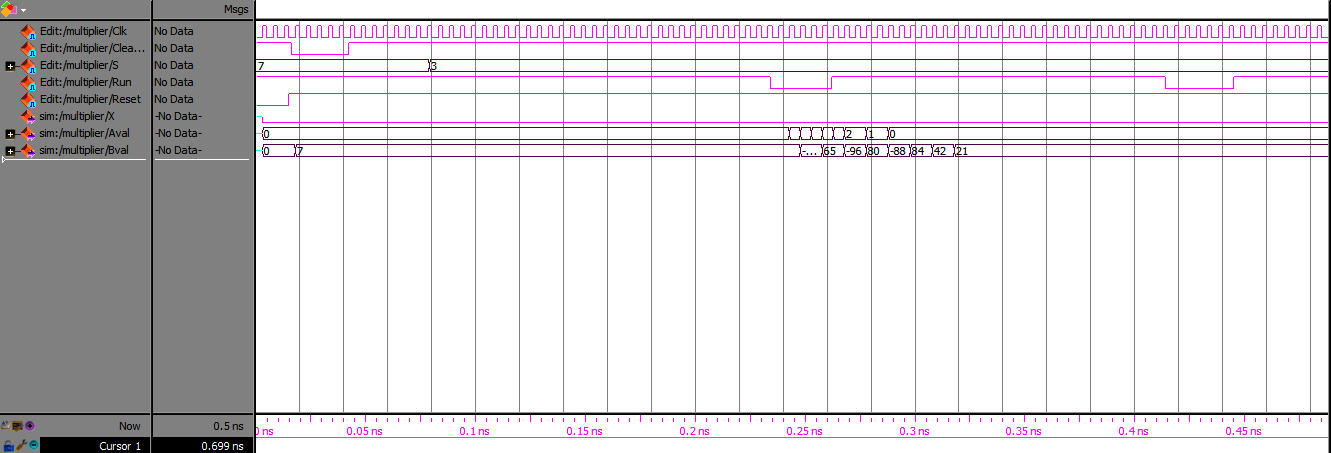 Msgs
Edit:/multiplier/Clk No Data
Edit:/multiplier/Clea... No Data
Edit:/multiplier/S No Data 7 3
Edit:/multiplier/Run No Data
Edit:/multiplier/Reset No Data
sim:/multiplier/X -No Data-
sim:/multiplier/Aval -No Data- 0 2 1 0
sim:/multiplier/Bval -No Data- 0 7 -... 65 -96 80 -88 84 42 21
Now 0.5 ns 0 ns 0.05 ns 0.1 ns 0.15 ns 0.2 ns 0.25 ns 0.3 ns 0.35 ns 0.4 ns 0.45 ns
Cursor 1 0.699 ns